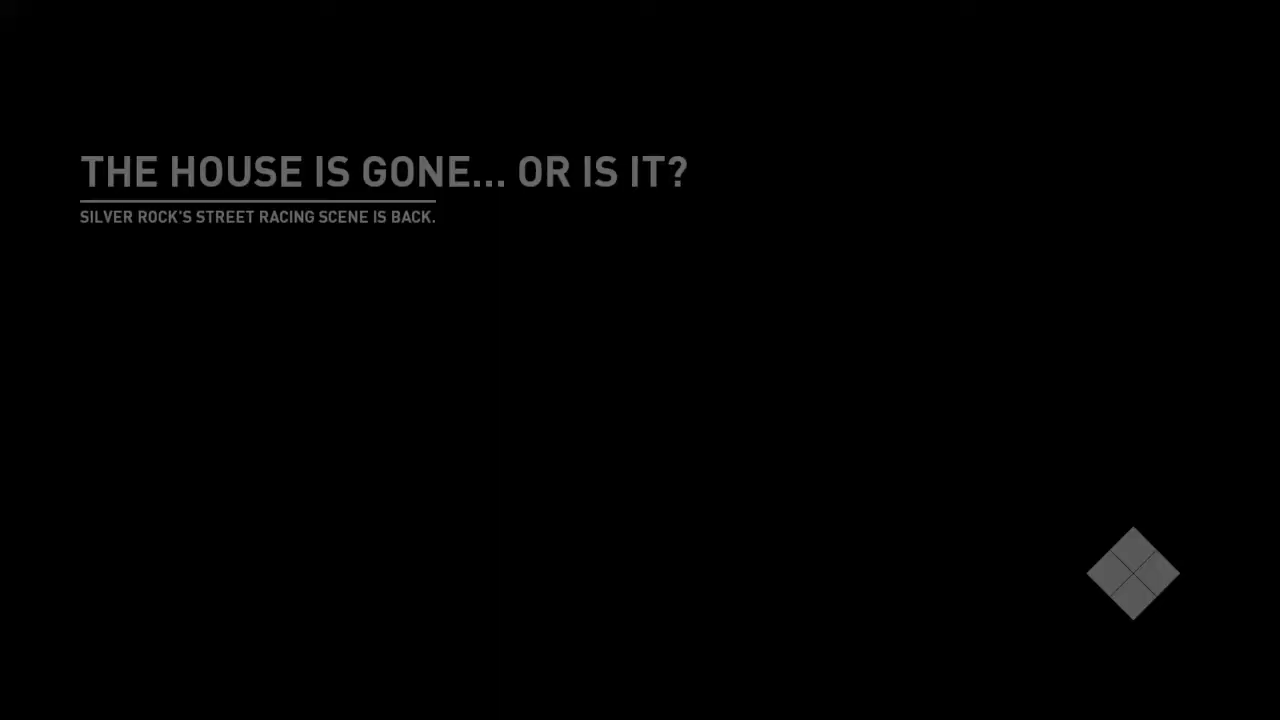 THE HOUSE IS GONE... OR IS IT?
SILVER ROCK'S STREET RACING SCENE IS BACK.